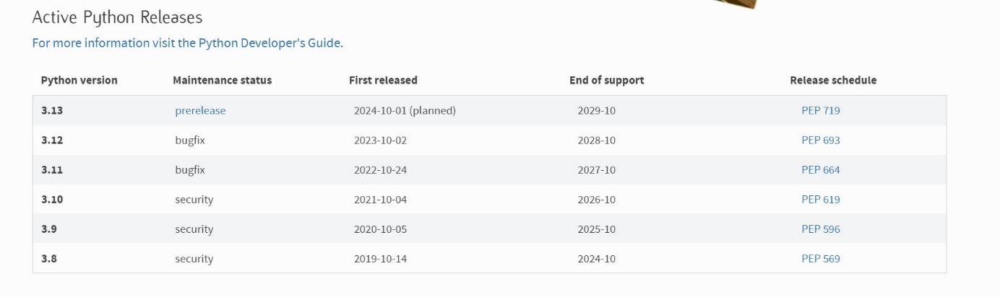 Active Python Releases
For more information visit the Python Developer's Guide.
Python version Maintenance status First released End of support Release schedule
3.13 prerelease 2024-10-01 (planned) 2029-10 PEP 719
3.12 bugfix 2023-10-02 2028-10 PEP 693
3.11 bugfix 2022-10-24 2027-10 PEP 664
3.10 security 2021-10-04 2026-10 PEP 619
3.9 security 2020-10-05 2025-10 PEP 596
3.8 security 2019-10-14 2024-10 PEP 569